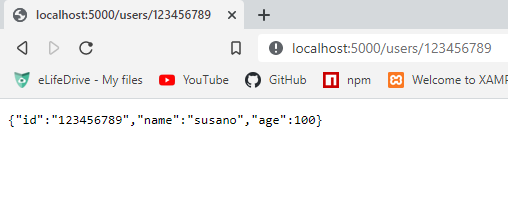 localhost:5000/users/123456789
localhost:5000/users/123456789
eLifeDrive - My files YouTube GitHub npm Welcome to XAMP
{"id":"123456789","name":"susano","age":100}